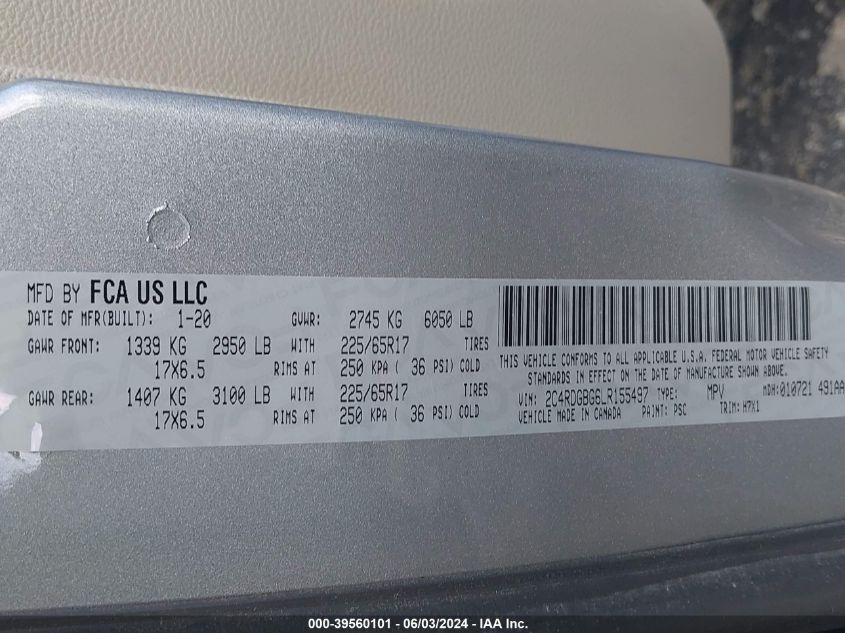 MFD BY FCA US LLC
DATE OF MFR(BUILT): 1-20 GVWR: 2745 KG 6050 LB
GAWR FRONT: 1339 KG 2950 LB WITH 225/65R17 TIRES
17X6.5 RIMS AT 250 KPA ( 36 PSI) COLD
GAWR REAR: 1407 KG 3100 LB WITH 225/65R17 TIRES
17X6.5 RIMS AT 250 KPA ( 36 PSI) COLD
THIS VEHICLE CONFORMS TO ALL APPLICABLE U.S.A. FEDERAL MOTOR VEHICLE SAFETY
STANDARDS IN EFFECT ON THE DATE OF MANUFACTURE SHOWN ABOVE.
VIN: 2C4RDGBG6LR155497 TYPE: MPV MDH:010721 491AA
VEHICLE MADE IN CANADA PAINT: PSC TRIM: H7X1
000-39560101 - 06/03/2024 - IAA Inc.